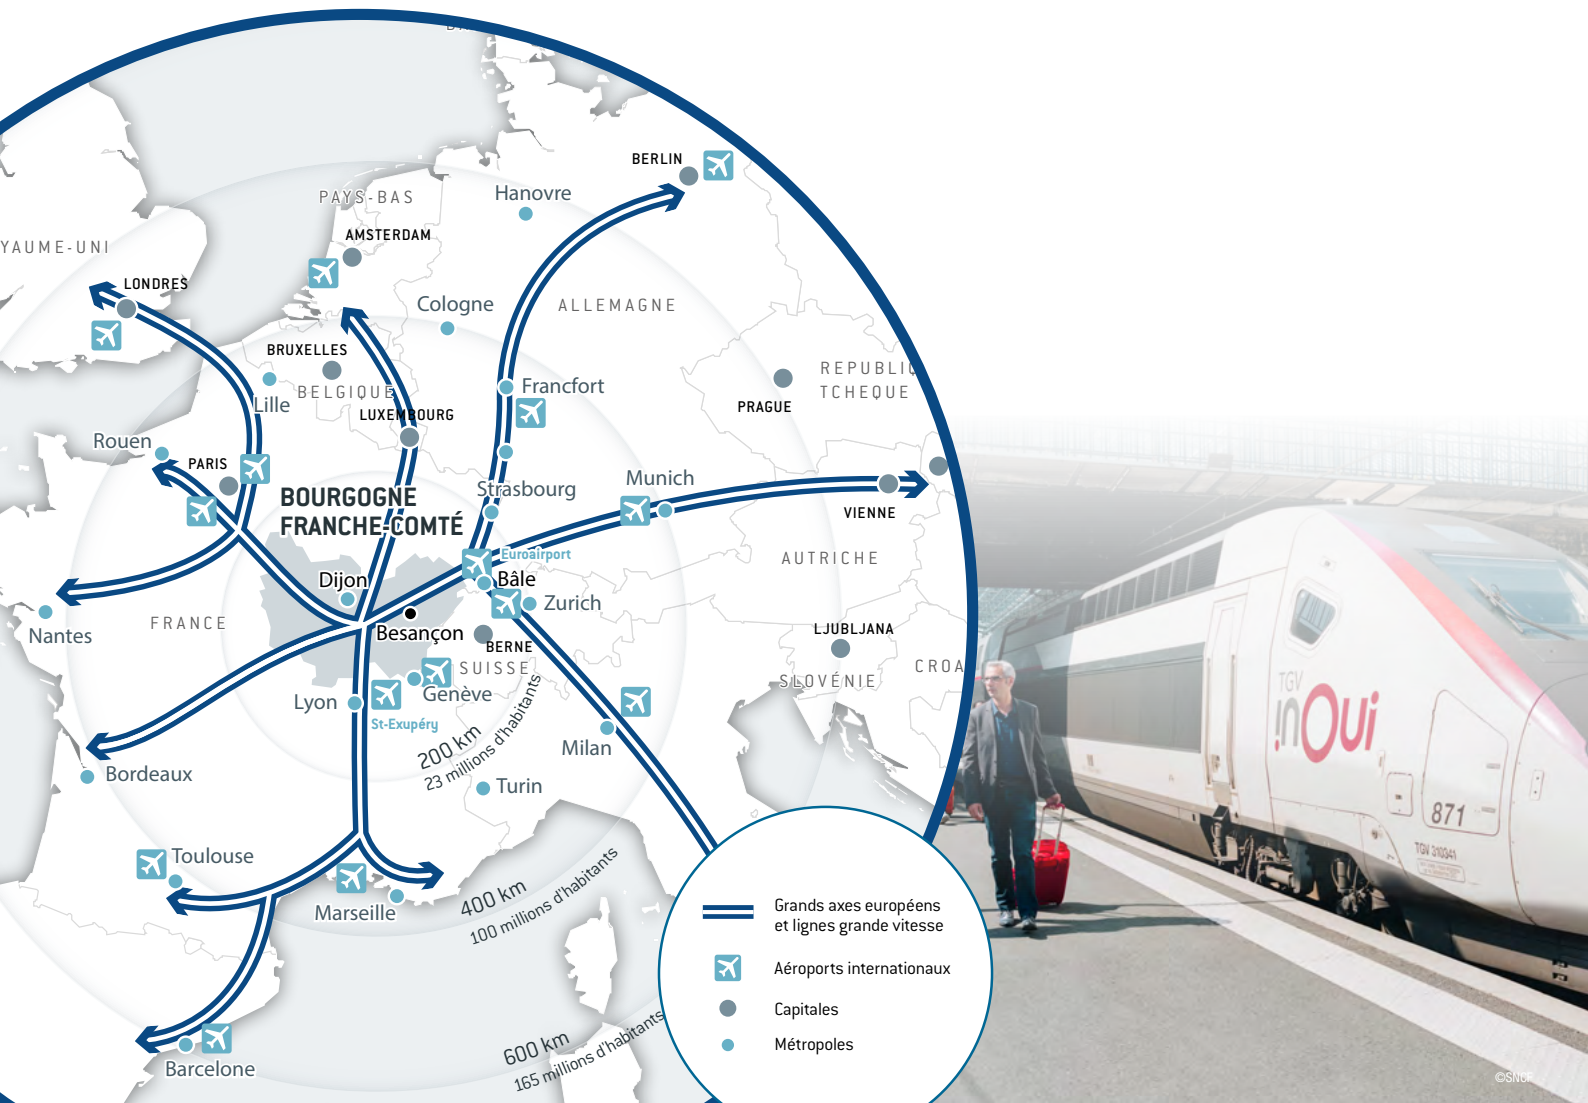 BERLIN
Hanovre
PAYS-BAS
AMSTERDAM
YAUME-UNI
LONDRES
Cologne
ALLEMAGNE
BRUXELLES
BELGIQUE
Lille
LUXEMBOURG
Francfort
REPUBLIQ
TCHEQUE
PRAGUE
Rouen
PARIS
BOURGOGNE
FRANCHE-COMTÉ
Strasbourg
Munich
VIENNE
Euroairport
AUTRICHE
Dijon
Bâle
Zurich
FRANCE
Nantes
Besançon
BERNE
SUISSE
LJUBLJANA
SLOVÉNIE
CROA
Lyon
Genève
St-Exupéry
200 km
23 millions d'habitants
Milan
Bordeaux
Turin
Toulouse
Marseille
400 km
100 millions d'habitants
600 km
165 millions d'habitants
Barcelone
Grands axes européens
et lignes grande vitesse
Aéroports internationaux
Capitales
Métropoles
TGV
inOui
871
TGV 310341
©SNCF